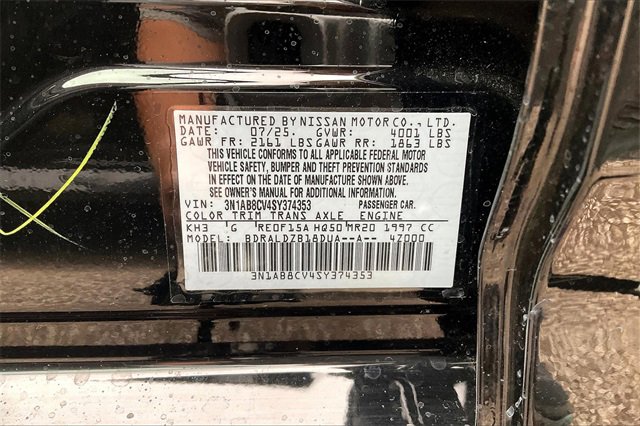 MANUFACTURED BY NISSAN MOTOR CO., LTD.
DATE: 07/25. GVWR: 4001 LBS
GAWR FR: 2161 LBS GAWR RR: 1863 LBS
THIS VEHICLE CONFORMS TO ALL APPLICABLE FEDERAL MOTOR
VEHICLE SAFETY, BUMPER AND THEFT PREVENTION STANDARDS
IN EFFECT ON THE DATE OF MANUFACTURE SHOWN ABOVE.
SEE OWNER'S MANUAL FOR ADDITIONAL INFORMATION.
VIN: 3N1AB8CV4SY374353 PASSENGER CAR.
COLOR TRIM TRANS AXLE ENGINE
KH3 G RE0F15A HQ50 MR20 1997 CC
MODEL: BDRALDZB18DUA--A-- 4Z000
3N1AB8CV4SY374353